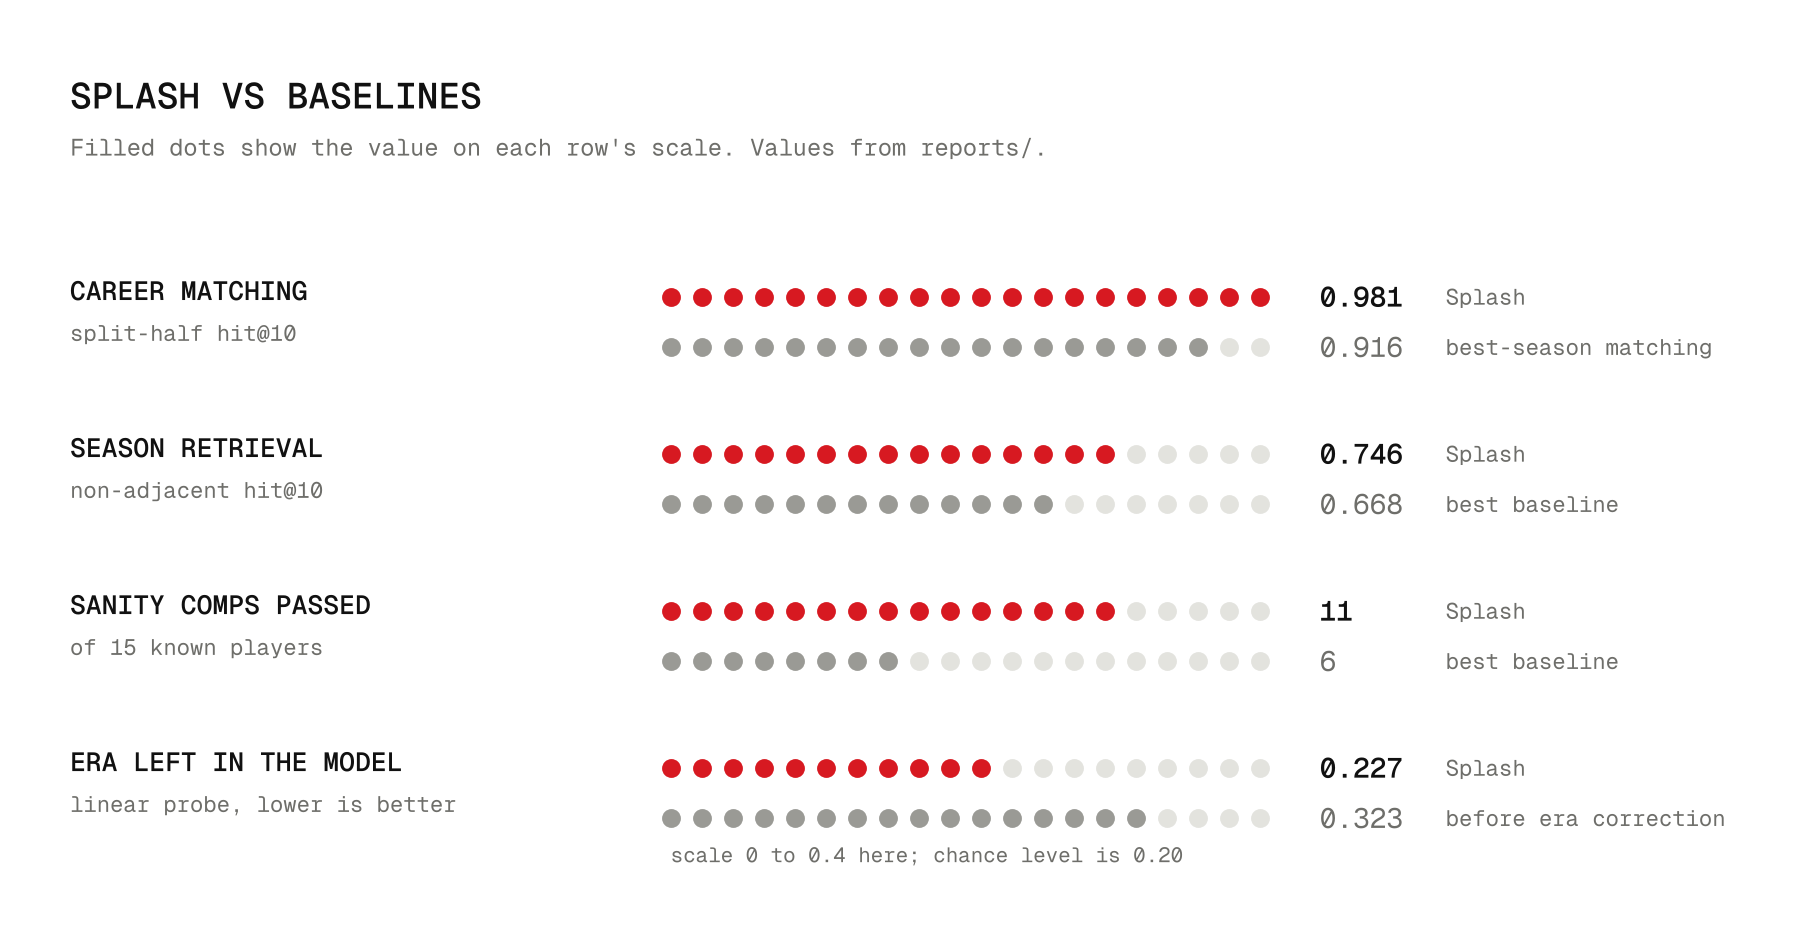 SPLASH VS BASELINES
Filled dots show the value on each row's scale. Values from reports/.
CAREER MATCHING
split-half hit@10
0.981 Splash
0.916 best-season matching
SEASON RETRIEVAL
non-adjacent hit@10
0.746 Splash
0.668 best baseline
SANITY COMPS PASSED
of 15 known players
11 Splash
6 best baseline
ERA LEFT IN THE MODEL
linear probe, lower is better
0.227 Splash
0.323 before era correction
scale 0 to 0.4 here; chance level is 0.20